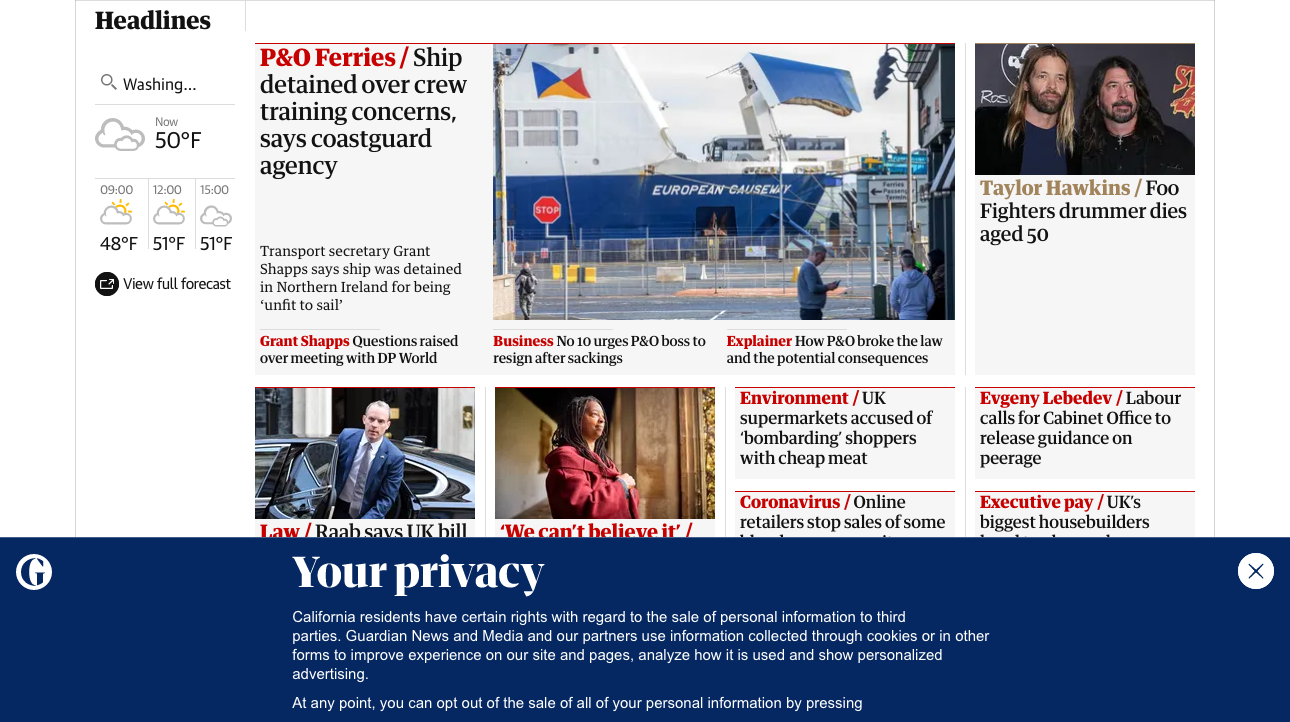 Headlines
Washing...
Now
50°F
09:00
12:00
15:00
48°F
51°F
51°F
View full forecast
P&O Ferries / Ship
detained over crew
training concerns,
says coastguard
agency
Transport secretary Grant
Shapps says ship was detained
in Northern Ireland for being
‘unfit to sail’
EUROPEAN CAUSEWAY
STOP
Ferries
Passenger
Terminal
Grant Shapps Questions raised
over meeting with DP World
Business No 10 urges P&O boss to
resign after sackings
Explainer How P&O broke the law
and the potential consequences
Taylor Hawkins / Foo
Fighters drummer dies
aged 50
Law / Raab says UK bill
‘We can’t believe it’ /
Environment / UK
supermarkets accused of
‘bombarding’ shoppers
with cheap meat
Coronavirus / Online
retailers stop sales of some
Evgeny Lebedev / Labour
calls for Cabinet Office to
release guidance on
peerage
Executive pay / UK’s
biggest housebuilders
Your privacy
California residents have certain rights with regard to the sale of personal information to third
parties. Guardian News and Media and our partners use information collected through cookies or in other
forms to improve experience on our site and pages, analyze how it is used and show personalized
advertising.
At any point, you can opt out of the sale of all of your personal information by pressing